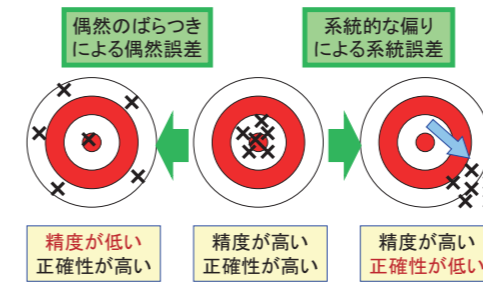 偶然のばらつき
による偶然誤差
系統的な偏り
による系統誤差
精度が低い
正確性が高い
精度が高い
正確性が高い
精度が高い
正確性が低い